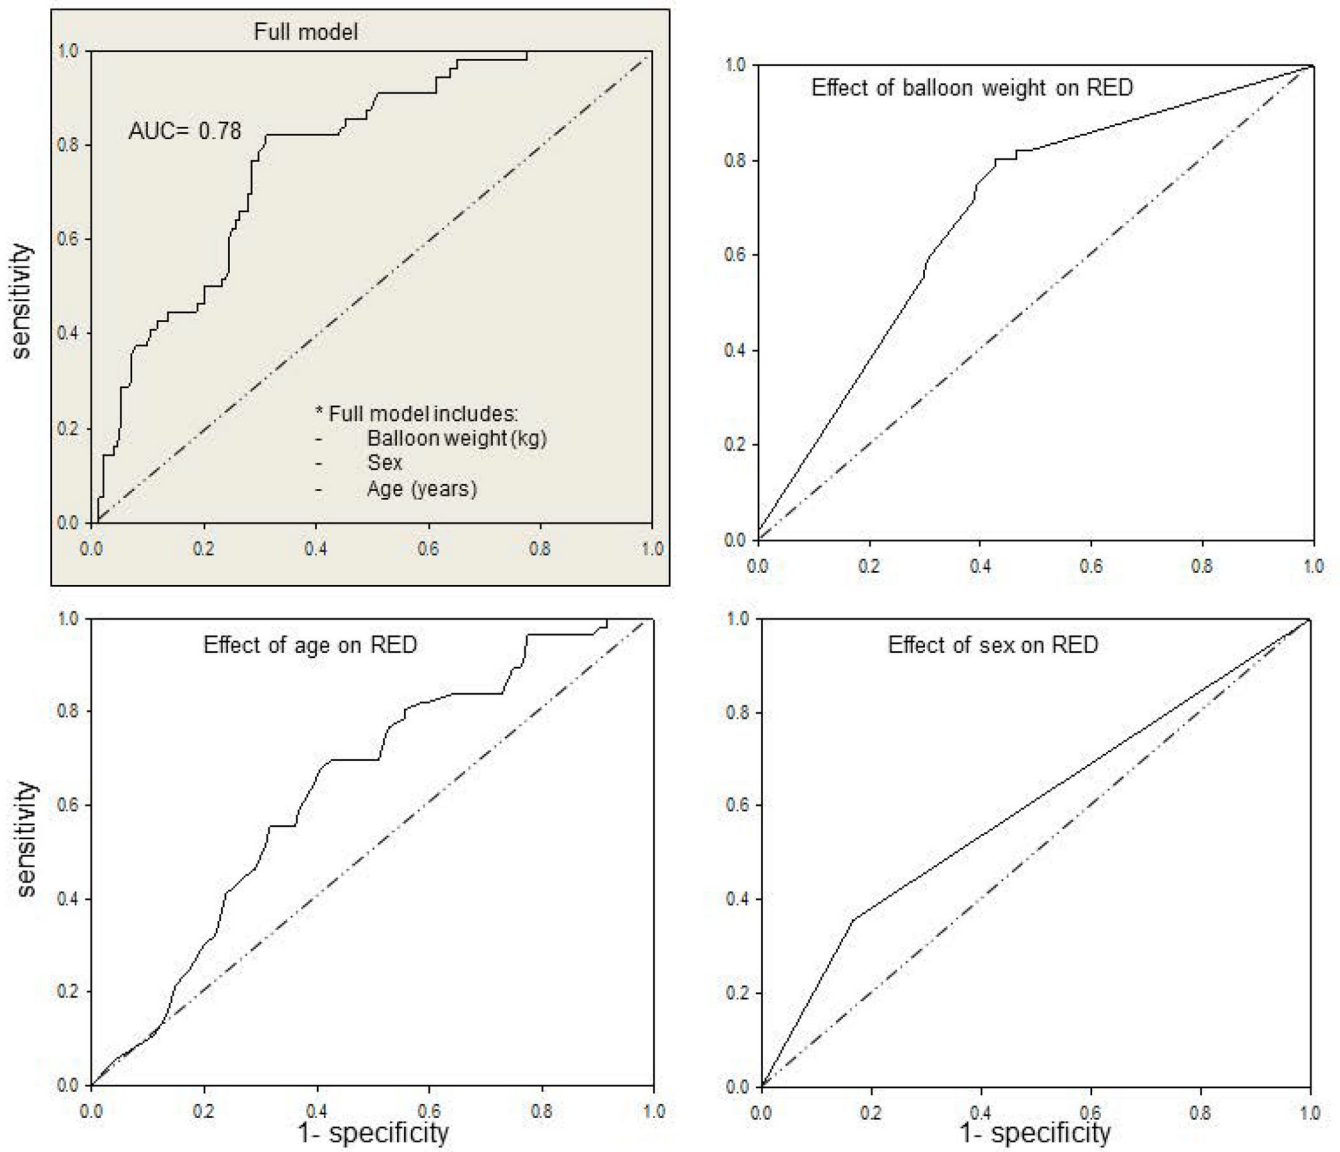 Full model
1.0
AUC= 0.78
0.8
0.6
sensitivity
0.4
* Full model includes:
- Balloon weight (kg)
- Sex
- Age (years)
0.2
0.0
0.0 0.2 0.4 0.6 0.8 1.0
1.0
Effect of balloon weight on RED
0.8
0.6
0.4
0.2
0.0
0.0 0.2 0.4 0.6 0.8 1.0
1.0
Effect of age on RED
0.8
0.6
sensitivity
0.4
0.2
0.0
0.0 0.2 0.4 0.6 0.8 1.0
1- specificity
1.0
Effect of sex on RED
0.8
0.6
0.4
0.2
0.0
0.0 0.2 0.4 0.6 0.8 1.0
1- specificity